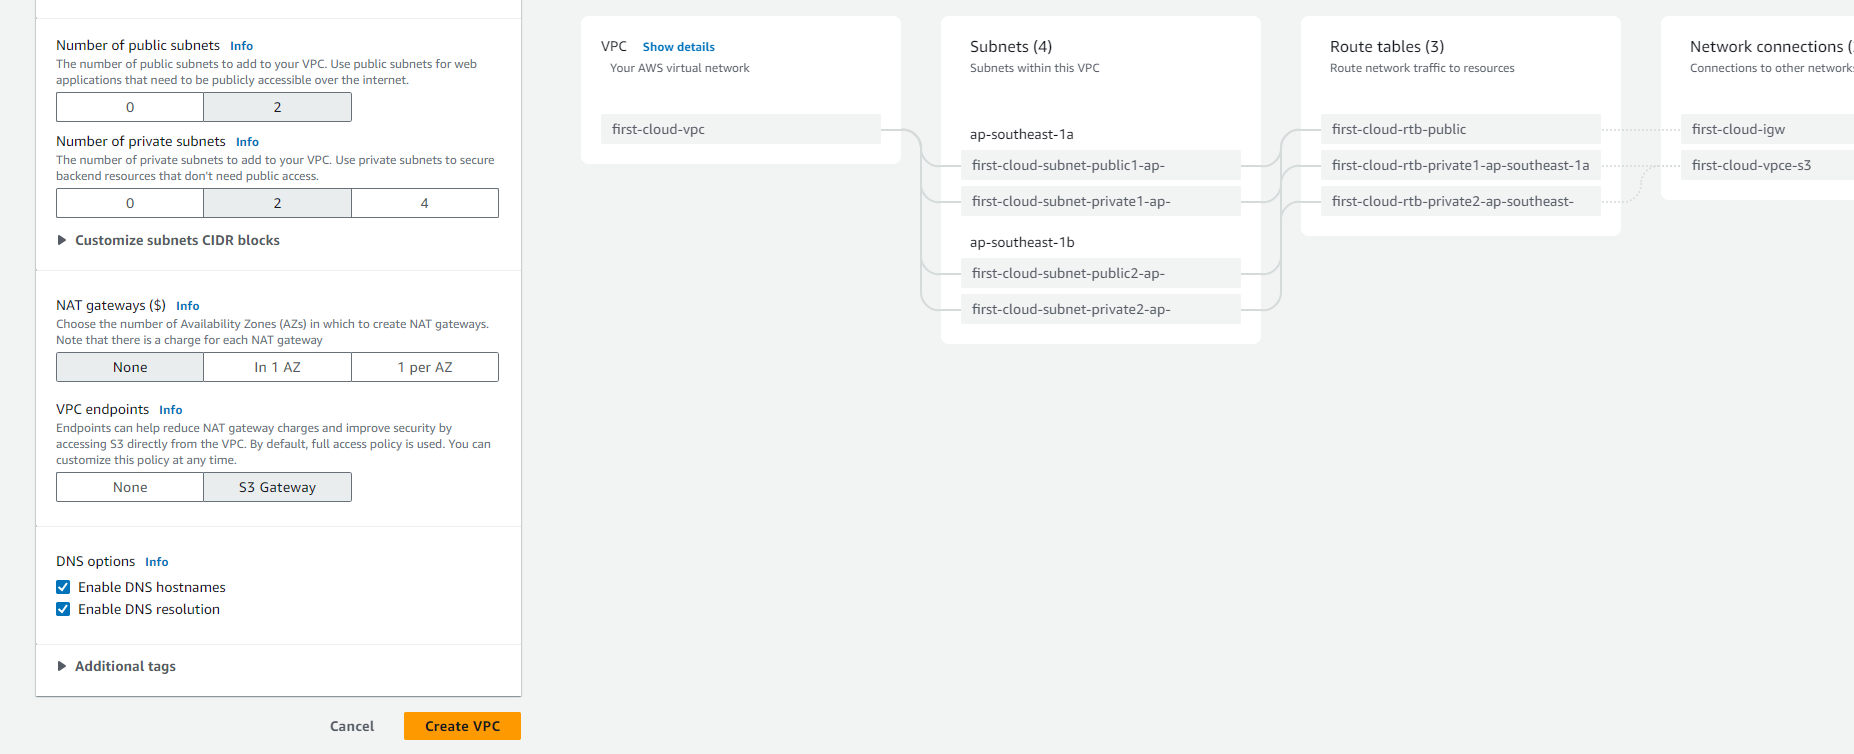 Number of public subnets Info
The number of public subnets to add to your VPC. Use public subnets for web
applications that need to be publicly accessible over the internet.
0 2
Number of private subnets Info
The number of private subnets to add to your VPC. Use private subnets to secure
backend resources that don't need public access.
0 2 4
Customize subnets CIDR blocks
NAT gateways ($) Info
Choose the number of Availability Zones (AZs) in which to create NAT gateways.
Note that there is a charge for each NAT gateway
None In 1 AZ 1 per AZ
VPC endpoints Info
Endpoints can help reduce NAT gateway charges and improve security by
accessing S3 directly from the VPC. By default, full access policy is used. You can
customize this policy at any time.
None S3 Gateway
DNS options Info
Enable DNS hostnames
Enable DNS resolution
Additional tags
Cancel Create VPC
VPC Show details
Your AWS virtual network
first-cloud-vpc
Subnets (4)
Subnets within this VPC
ap-southeast-1a
first-cloud-subnet-public1-ap-
first-cloud-subnet-private1-ap-
ap-southeast-1b
first-cloud-subnet-public2-ap-
first-cloud-subnet-private2-ap-
Route tables (3)
Route network traffic to resources
first-cloud-rtb-public
first-cloud-rtb-private1-ap-southeast-1a
first-cloud-rtb-private2-ap-southeast-
Network connections (
Connections to other networks
first-cloud-igw
first-cloud-vpce-s3